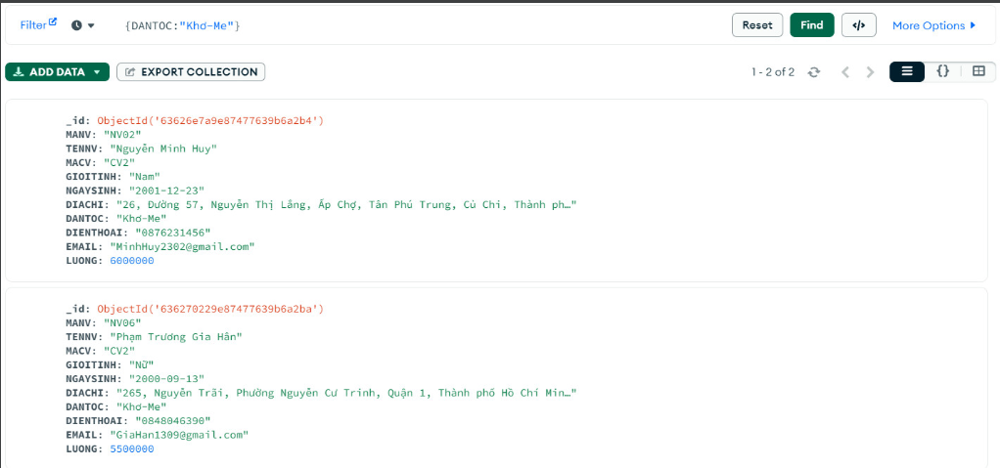 Filter
{DANTOC:"Khơ-Me"}
Reset
Find
</>
More Options
ADD DATA
EXPORT COLLECTION
1 - 2 of 2
{}
_id: ObjectId('63626e7a9e87477639b6a2b4')
MANV: "NV02"
TENNV: "Nguyễn Minh Huy"
MACV: "CV2"
GIOITINH: "Nam"
NGAYSINH: "2001-12-23"
DIACHI: "26, Đường 57, Nguyễn Thị Lắng, Ấp Chợ, Tân Phú Trung, Củ Chi, Thành ph…"
DANTOC: "Khơ-Me"
DIENTHOAI: "0876231456"
EMAIL: "MinhHuy2302@gmail.com"
LUONG: 6000000
_id: ObjectId('636270229e87477639b6a2ba')
MANV: "NV06"
TENNV: "Phạm Trương Gia Hân"
MACV: "CV2"
GIOITINH: "Nữ"
NGAYSINH: "2000-09-13"
DIACHI: "265, Nguyễn Trãi, Phường Nguyễn Cư Trinh, Quận 1, Thành phố Hồ Chí Min…"
DANTOC: "Khơ-Me"
DIENTHOAI: "0848046390"
EMAIL: "GiaHan1309@gmail.com"
LUONG: 5500000